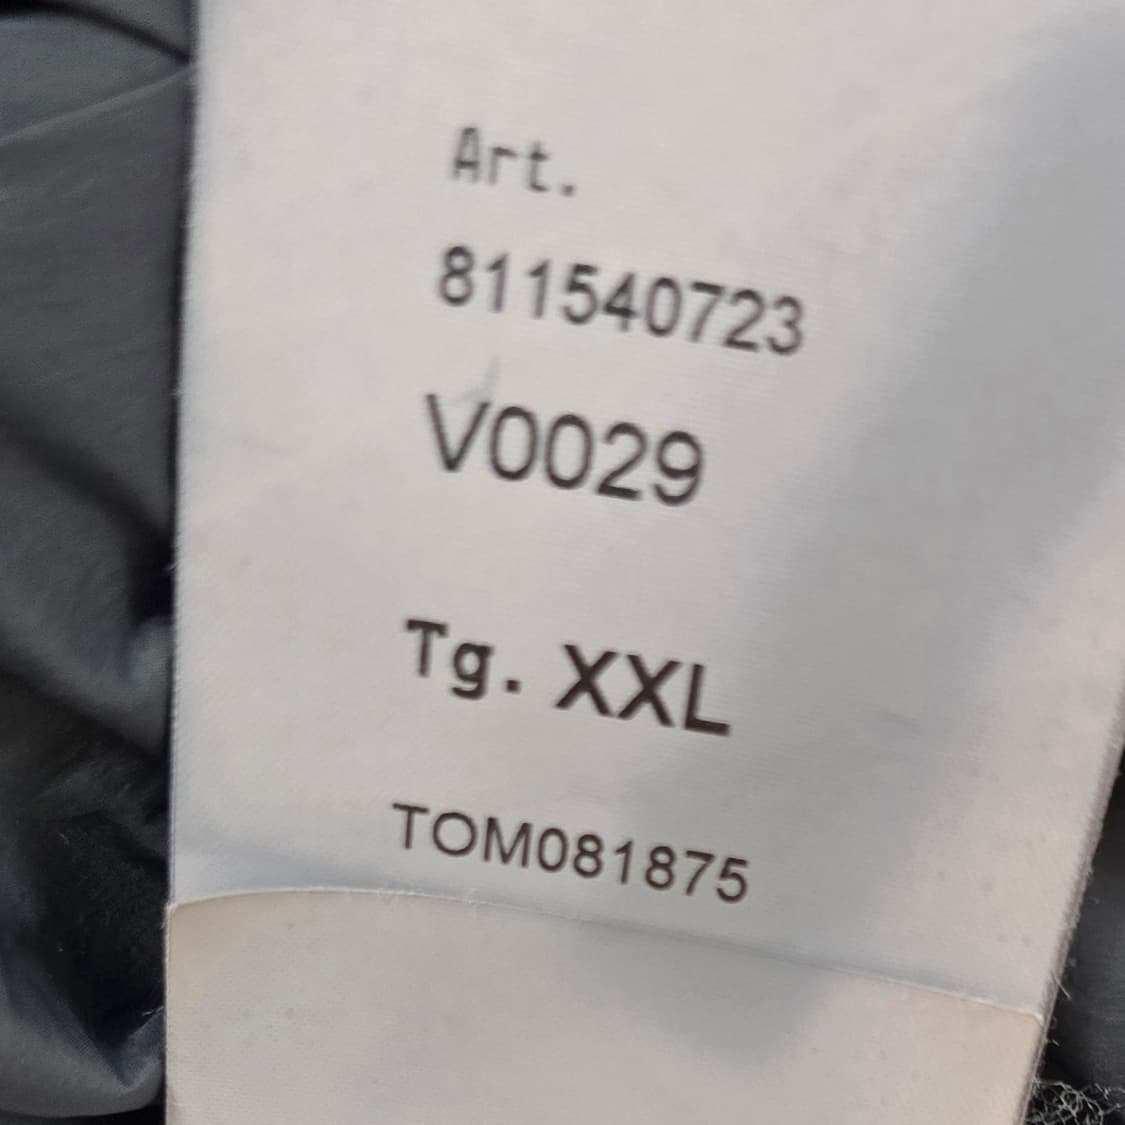 Art.
811540723
V0029
Tg. XXL
TOM081875